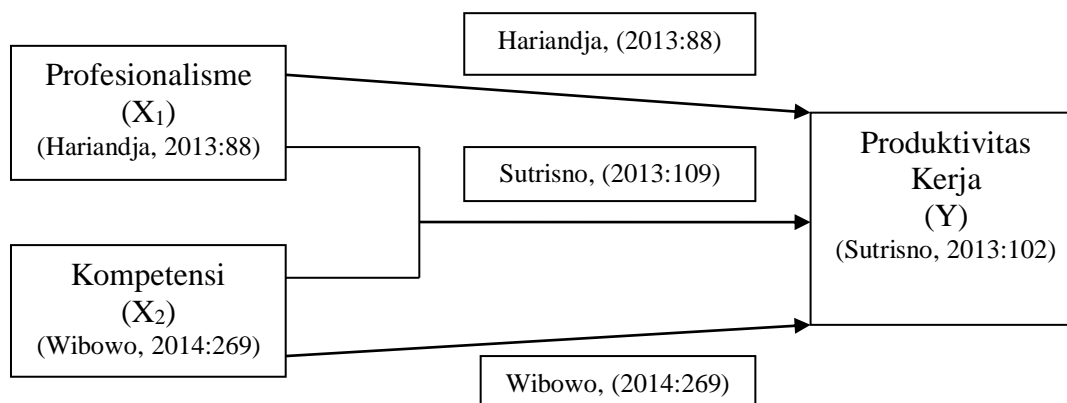 Hariandja, (2013:88)
Profesionalisme
(X₁)
(Hariandja, 2013:88)
Produktivitas
Kerja
(Y)
(Sutrisno, 2013:102)
Sutrisno, (2013:109)
Kompetensi
(X₂)
(Wibowo, 2014:269)
Wibowo, (2014:269)